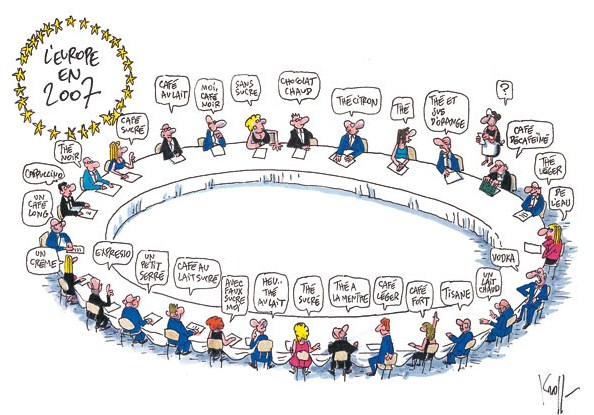 L'EUROPE
EN
2007
CAFÉ
AU LAIT
MOI,
CAFÉ
NOIR
SANS
SUCRE
CHOCOLAT
CHAUD
THÉ CITRON
THÉ
THÉ ET
JUS
D'ORANGE
?
CAFÉ
DÉCAFÉINÉ
THÉ
LÉGER
DE
L'EAU
CAFÉ
SUCRÉ
THÉ
NOIR
CAPPUCCINO
UN
CAFÉ
LONG
UN
CRÈME
EXPRESSO
UN
PETIT
SERRÉ
CAFÉ AU
LAIT SUCRÉ
AVEC
FAUX
SUCRE
MOI
HEU..
THÉ
AU LAIT
THÉ
SUCRÉ
THÉ À
LA MENTHE
CAFÉ
LÉGER
CAFÉ
FORT
TISANE
UN
LAIT
CHAUD
VODKA
Kroll